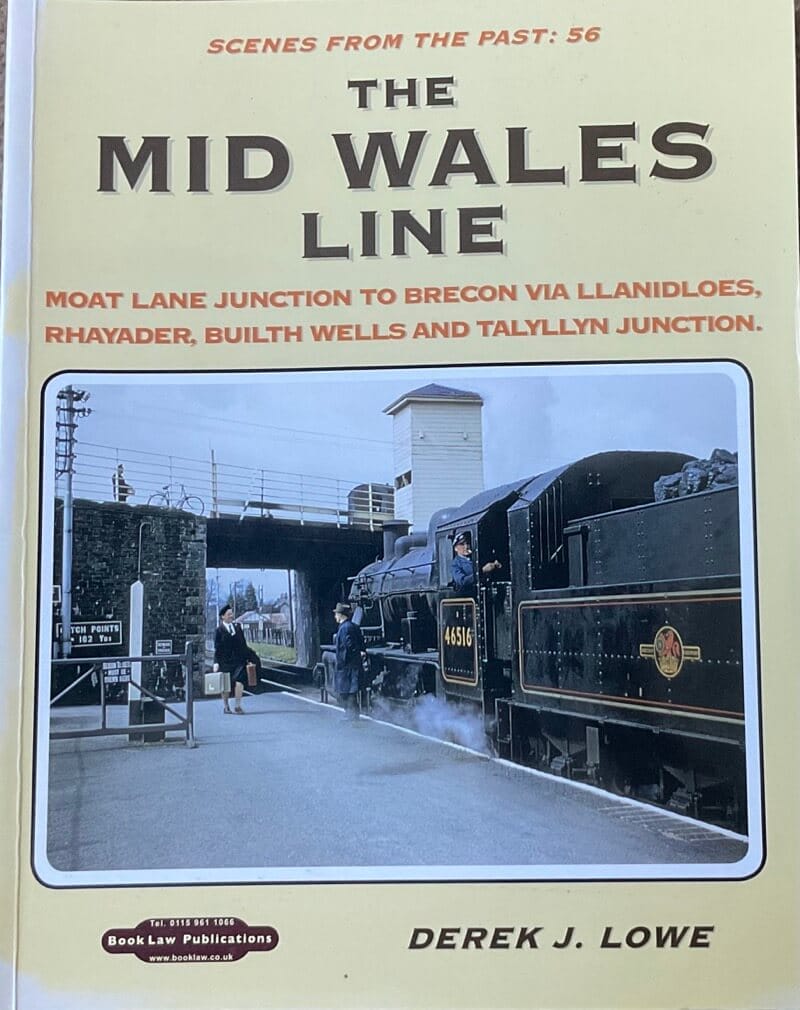 SCENES FROM THE PAST: 56
THE
MID WALES
LINE
MOAT LANE JUNCTION TO BRECON VIA LLANIDLOES,
RHAYADER, BUILTH WELLS AND TALYLLYN JUNCTION.
46516
TCH POINTS
102 YDS
Tel. 0115 961 1066
Book Law Publications
www.booklaw.co.uk
DEREK J. LOWE